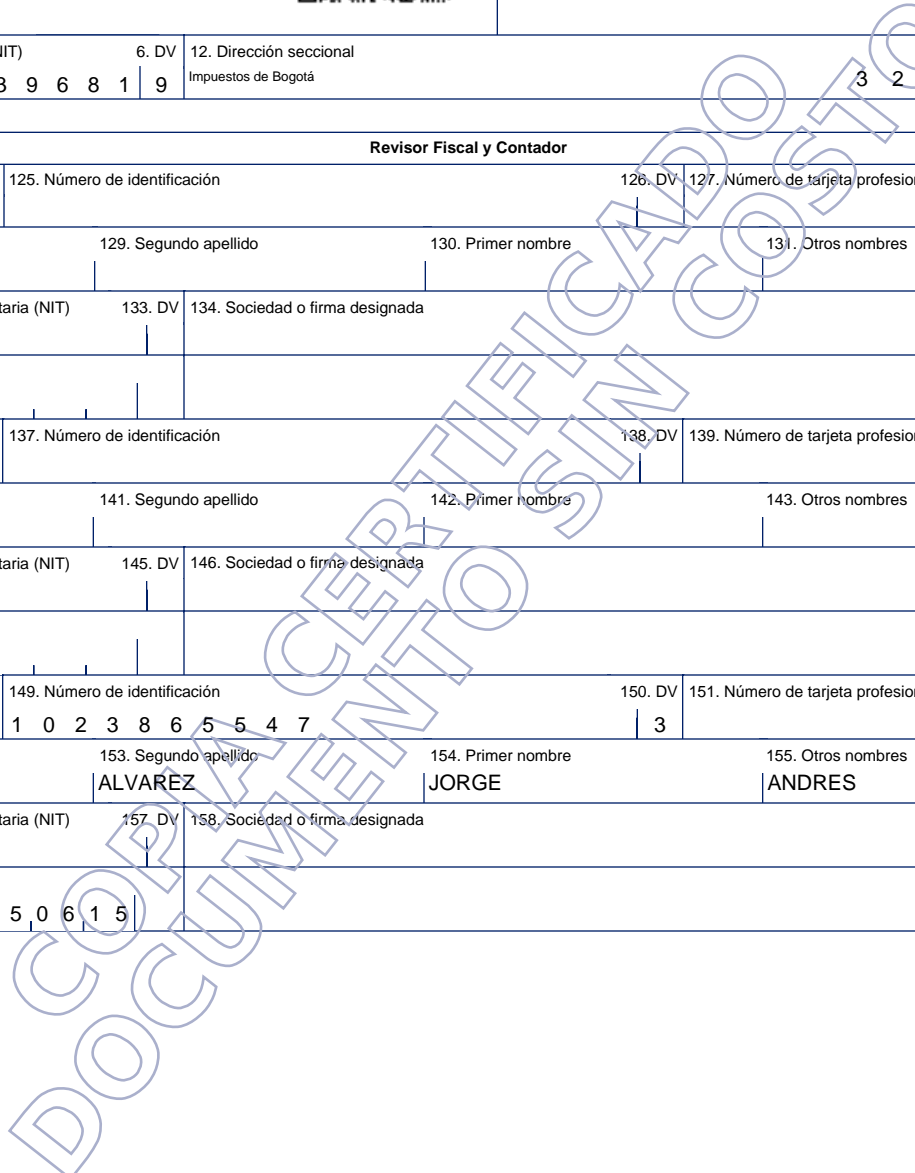 NIT) 6. DV 12. Dirección seccional
3 9 6 8 1 9 Impuestos de Bogotá 3 2
Revisor Fiscal y Contador
125. Número de identificación 126. DV 127. Número de tarjeta profesion
129. Segundo apellido 130. Primer nombre 131. Otros nombres
taria (NIT) 133. DV 134. Sociedad o firma designada
137. Número de identificación 138. DV 139. Número de tarjeta profesion
141. Segundo apellido 142. Primer nombre 143. Otros nombres
taria (NIT) 145. DV 146. Sociedad o firma designada
149. Número de identificación 150. DV 151. Número de tarjeta profesion
1 0 2 3 8 6 5 5 4 7 3
153. Segundo apellido 154. Primer nombre 155. Otros nombres
ALVAREZ JORGE ANDRES
taria (NIT) 157. DV 158. Sociedad o firma designada
5 0 6 1 5
COPIA CERTIFICADO
DOCUMENTO SIN COSTO